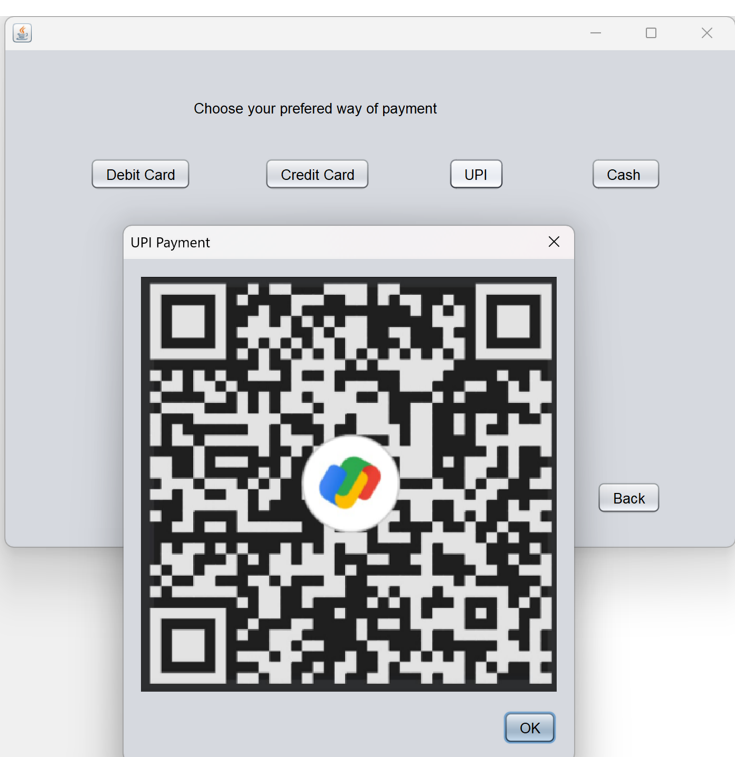 Choose your prefered way of payment
Debit Card Credit Card UPI Cash
UPI Payment
Back
OK